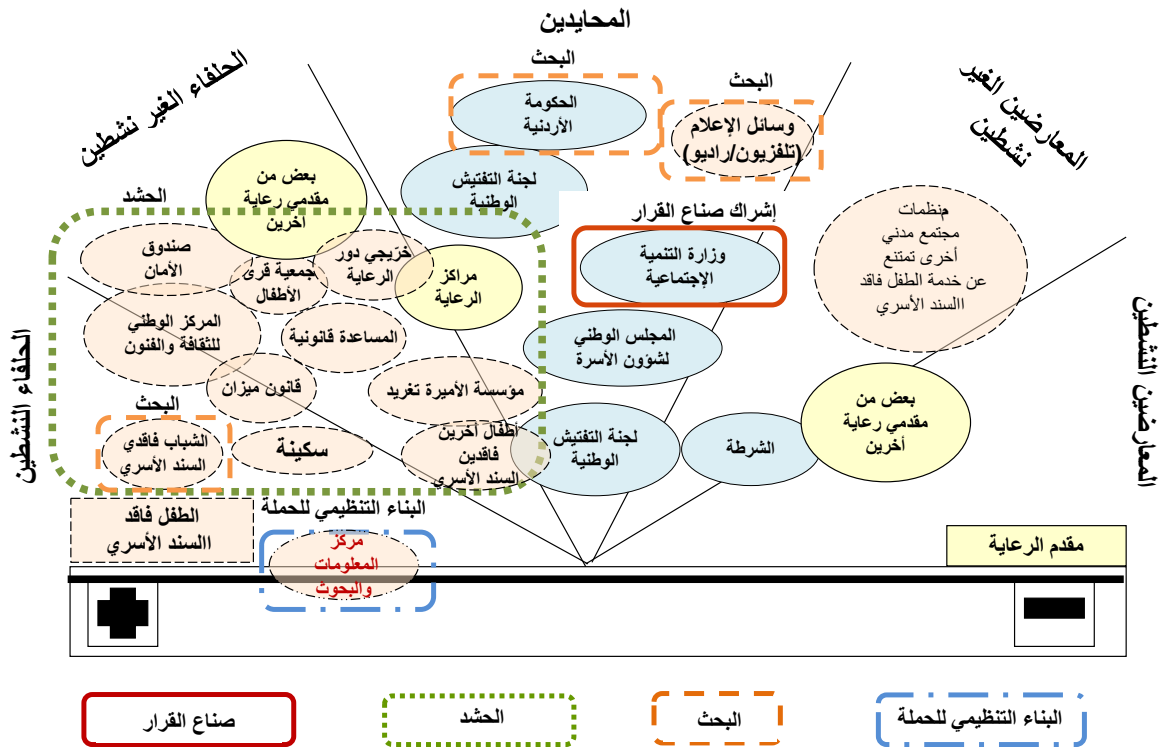 المحايدين
البحث
الحكومة
الأردنية
البحث
وسائل الإعلام
(تلفزيون/راديو)
المعارضين الغير
نشطين
الحلفاء الغير نشطين
لجنة التفتيش
الوطنية
بعض من
مقدمي رعاية
اخرين
الحشد
إشراك صناع القرار
وزارة التنمية
الإجتماعية
منظمات
مجتمع مدني
أخرى تمتنع
عن خدمة الطفل فاقد
االسند الأسري
صندوق
الأمان
جمعية قرى
الأطفال
خرّيجي دور
الرعاية
مراكز
الرعاية
المركز الوطني
للثقافة والفنون
المساعدة قانونية
المجلس الوطني
لشؤون الأسرة
قانون ميزان
مؤسسة الأميرة تغريد
بعض من
مقدمي رعاية
أخرين
المعارضين النشطين
الحلفاء النشطين
البحث
الشباب فاقدي
السند الأسري
سكينة
أطفال أخرين
فاقدين
السند الأسري
لجنة التفتيش
الوطنية
الشرطة
الطفل فاقد
االسند الأسري
البناء التنظيمي للحملة
مركز
المعلومات
والبحوث
مقدم الرعاية
صناع القرار
الحشد
البحث
البناء التنظيمي للحملة